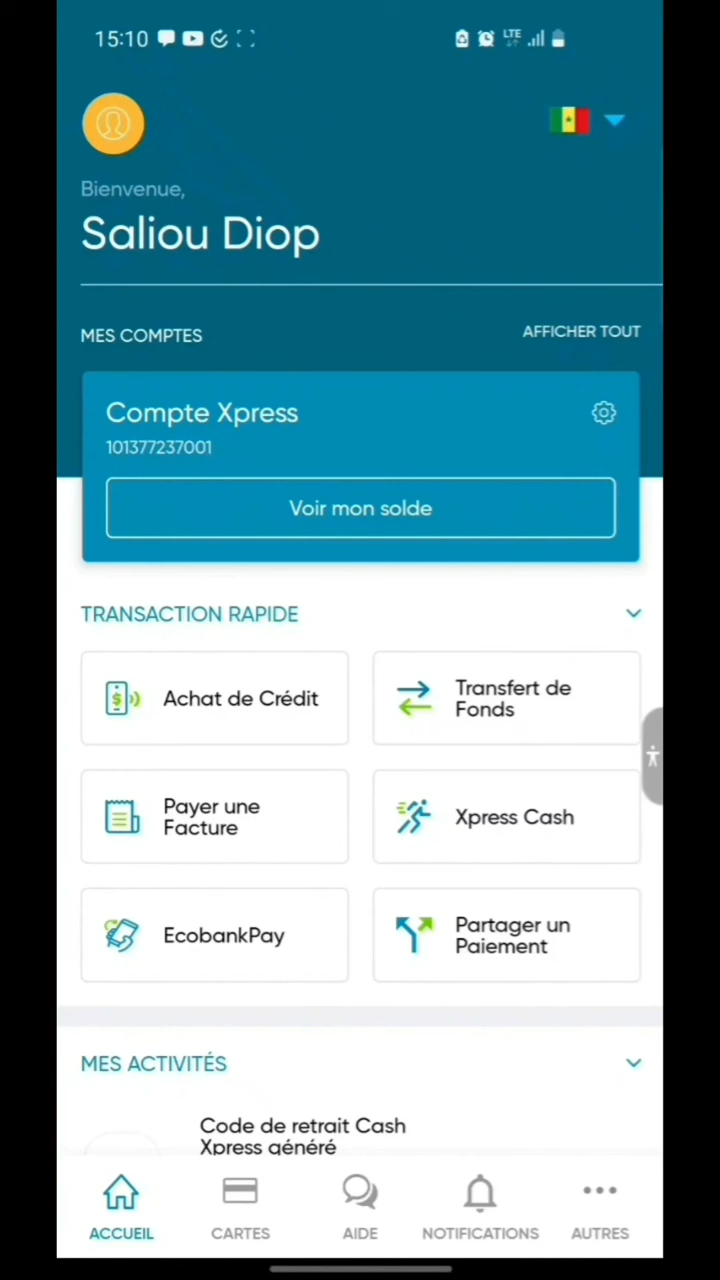 15:10
LTE
Bienvenue,
Saliou Diop
MES COMPTES
AFFICHER TOUT
Compte Xpress
101377237001
Voir mon solde
TRANSACTION RAPIDE
Achat de Crédit
Transfert de
Fonds
Payer une
Facture
Xpress Cash
EcobankPay
Partager un
Paiement
MES ACTIVITÉS
Code de retrait Cash
Xpress généré
ACCUEIL
CARTES
AIDE
NOTIFICATIONS
AUTRES